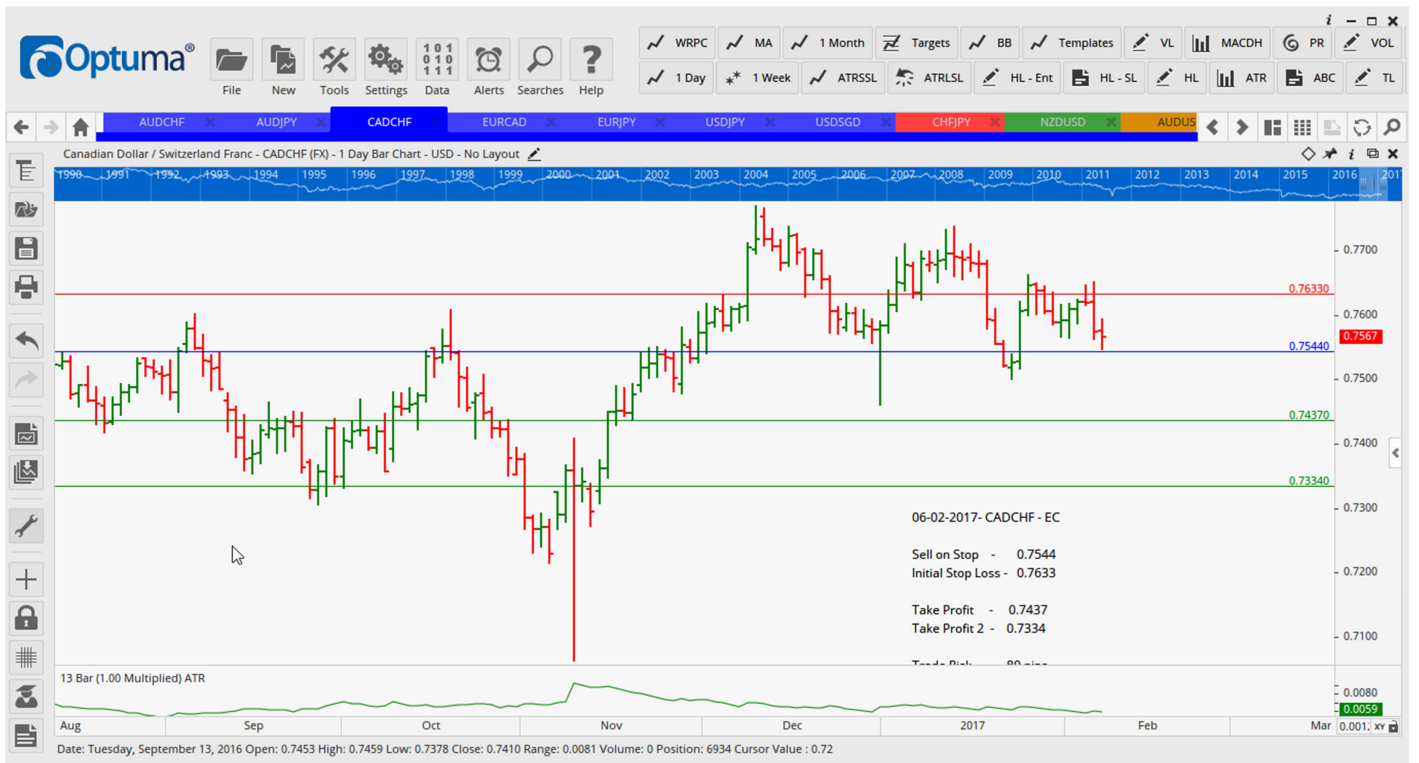 i
Optuma®
File New Tools Settings Data Alerts Searches Help
WRPC MA 1 Month Targets BB Templates VL MACDH PR VOL
1 Day 1 Week ATRSSL ATRLSL HL - Ent HL - SL HL ATR ABC TL
AUDCHF AUDJPY CADCHF EURCAD EURJPY USDJPY USDSGD CHFJPY NZDUSD AUDUS
Canadian Dollar / Switzerland Franc - CADCHF (FX) - 1 Day Bar Chart - USD - No Layout
1990 1991 1992 1993 1994 1995 1996 1997 1998 1999 2000 2001 2002 2003 2004 2005 2006 2007 2008 2009 2010 2011 2012 2013 2014 2015 2016 201
0.7700
0.76330
0.7600
0.7567
0.75440
0.7500
0.74370
0.7400
0.73340
0.7300
06-02-2017- CADCHF - EC
Sell on Stop - 0.7544
Initial Stop Loss - 0.7633
0.7200
Take Profit - 0.7437
Take Profit 2 - 0.7334
0.7100
13 Bar (1.00 Multiplied) ATR
0.0080
0.0059
Aug Sep Oct Nov Dec 2017 Feb Mar 0.001 XY
Date: Tuesday, September 13, 2016 Open: 0.7453 High: 0.7459 Low: 0.7378 Close: 0.7410 Range: 0.0081 Volume: 0 Position: 6934 Cursor Value : 0.72